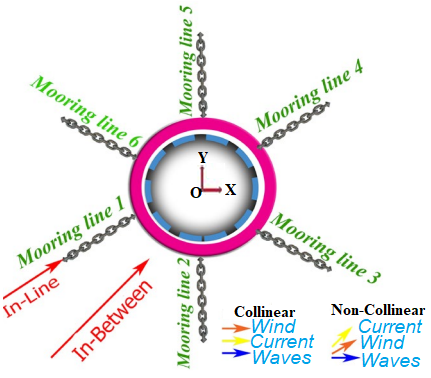 Mooring line 5
Mooring line 4
Mooring line 6
Y
O
X
Mooring line 1
Mooring line 3
Mooring line 2
In-Line
In-Between
Collinear
Wind
Current
Waves
Non-Collinear
Current
Wind
Waves